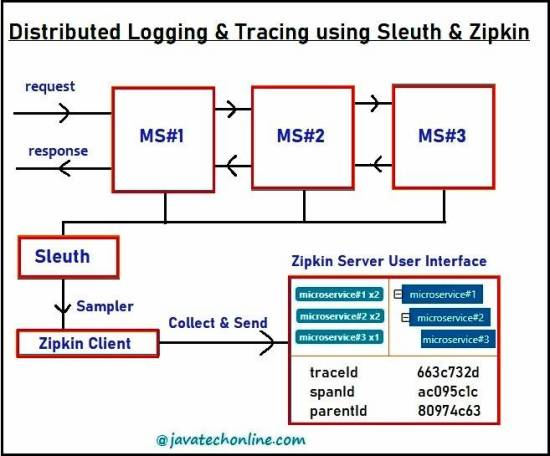 Distributed Logging & Tracing using Sleuth & Zipkin
request
response
MS#1
MS#2
MS#3
Sleuth
Sampler
Zipkin Client
Collect & Send
Zipkin Server User Interface
microservice#1 x2
microservice#2 x2
microservice#3 x1
microservice#1
microservice#2
microservice#3
traceId 663c732d
spanId ac095c1c
parentId 80974c63
@javatechonline.com